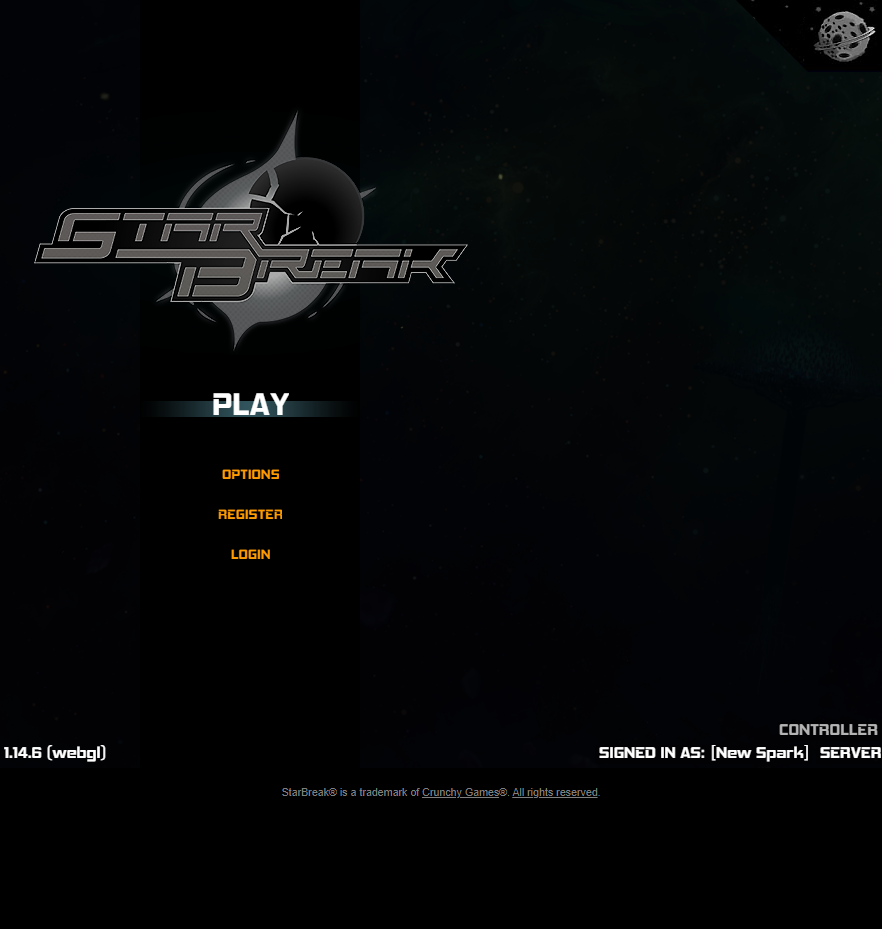 STAR
BREAK
PLAY
OPTIONS
REGISTER
LOGIN
CONTROLLER
1.14.6 (webgl)
SIGNED IN AS: [New Spark] SERVER
StarBreak® is a trademark of Crunchy Games®. All rights reserved.